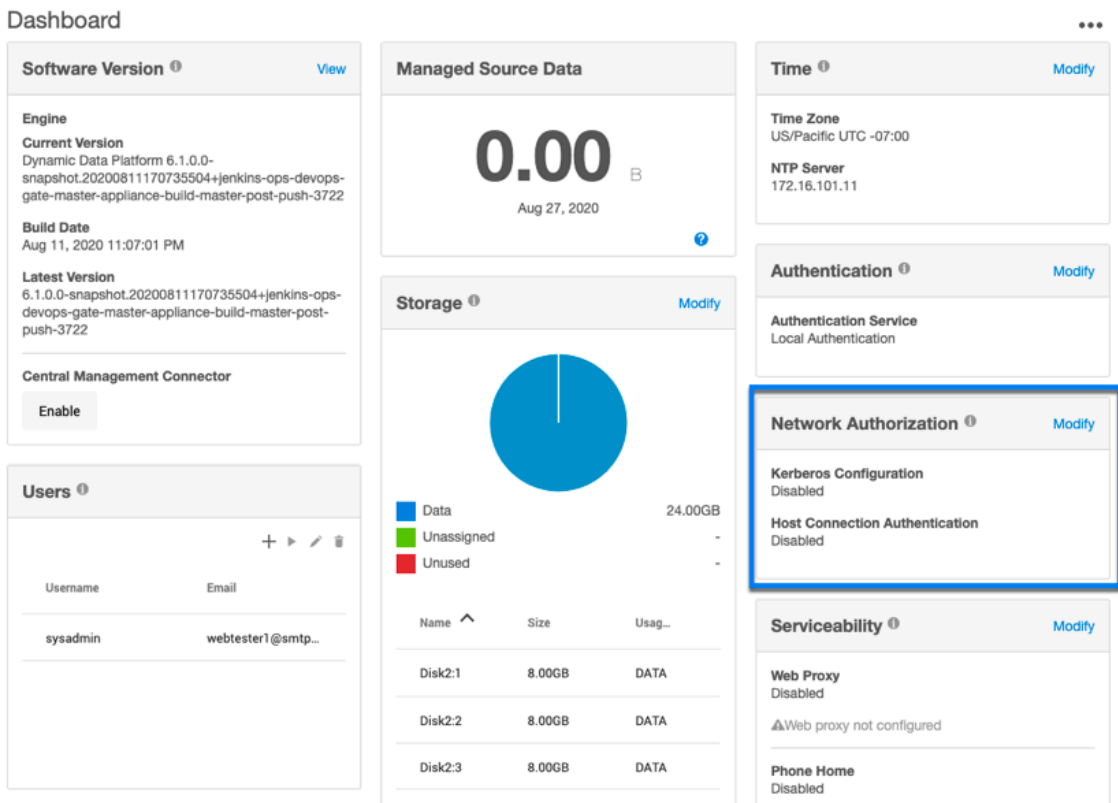 Dashboard
Software Version
View
Engine
Current Version
Dynamic Data Platform 6.1.0.0-
snapshot.20200811170735504+jenkins-ops-devops-
gate-master-appliance-build-master-post-push-3722
Build Date
Aug 11, 2020 11:07:01 PM
Latest Version
6.1.0.0-snapshot.20200811170735504+jenkins-ops-
devops-gate-master-appliance-build-master-post-
push-3722
Central Management Connector
Enable
Users
Username Email
sysadmin webtester1@smtp...
Managed Source Data
0.00 B
Aug 27, 2020
Storage
Modify
Data 24.00GB
Unassigned -
Unused -
Name Size Usag...
Disk2:1 8.00GB DATA
Disk2:2 8.00GB DATA
Disk2:3 8.00GB DATA
Time
Modify
Time Zone
US/Pacific UTC -07:00
NTP Server
172.16.101.11
Authentication
Modify
Authentication Service
Local Authentication
Network Authorization
Modify
Kerberos Configuration
Disabled
Host Connection Authentication
Disabled
Serviceability
Modify
Web Proxy
Disabled
Web proxy not configured
Phone Home
Disabled